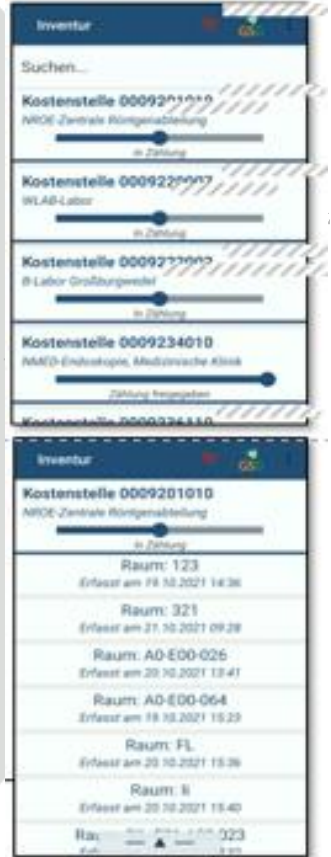 Inventur
Suchen...
Kostenstelle 0009201010
NROE-Zentrale Röntgenabteilung
In Zählung
Kostenstelle 0009220007
WLAB-Labor
In Zählung
Kostenstelle
B-Labor Großburgwedel
In Zählung
Kostenstelle 0009234010
NMED-Endoskopie, Medizinische Klinik
Zählung freigegeben
Kostenstelle
Inventur
Kostenstelle 0009201010
NROE-Zentrale Röntgenabteilung
In Zählung
Raum: 123
Erfasst am 19.10.2021 14:36
Raum: 321
Erfasst am 21.10.2021 09:28
Raum: A0-E00-026
Erfasst am 20.10.2021 13:41
Raum: A0-E00-064
Erfasst am 19.10.2021 15:23
Raum: FL
Erfasst am 20.10.2021 15:36
Raum: li
Erfasst am 20.10.2021 15:40